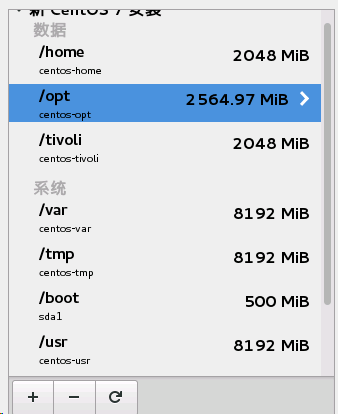 新 CentOS 7 安装
数据
/home 2048 MiB
centos-home
/opt 2564.97 MiB
centos-opt
/tivoli 2048 MiB
centos-tivoli
系统
/var 8192 MiB
centos-var
/tmp 8192 MiB
centos-tmp
/boot 500 MiB
sda1
/usr 8192 MiB
centos-usr